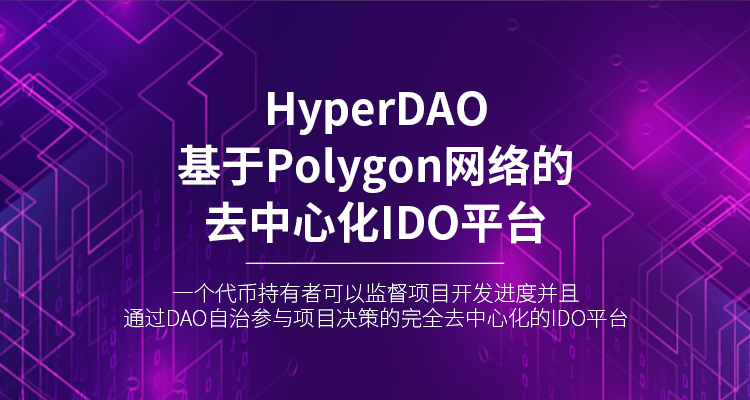 HyperDAO
基于Polygon网络的
去中心化IDO平台
一个代币持有者可以监督项目开发进度并且
通过DAO自治参与项目决策的完全去中心化的IDO平台